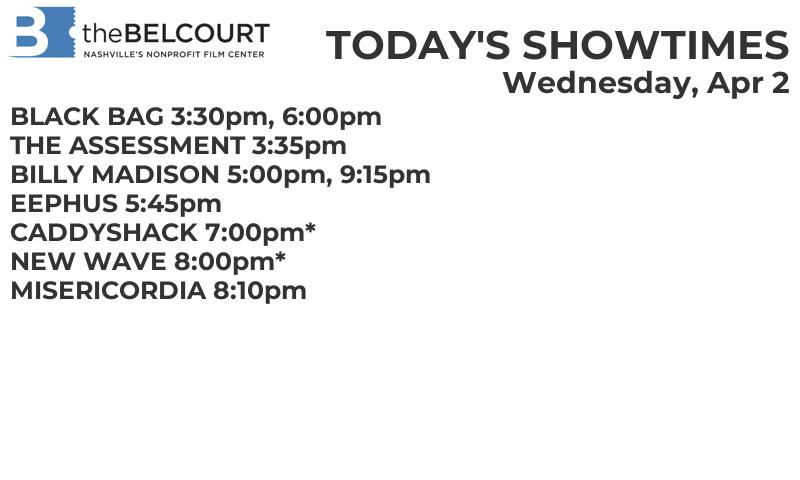 B theBELCOURT
NASHVILLE'S NONPROFIT FILM CENTER
TODAY'S SHOWTIMES
Wednesday, Apr 2
BLACK BAG 3:30pm, 6:00pm
THE ASSESSMENT 3:35pm
BILLY MADISON 5:00pm, 9:15pm
EEPHUS 5:45pm
CADDYSHACK 7:00pm*
NEW WAVE 8:00pm*
MISERICORDIA 8:10pm